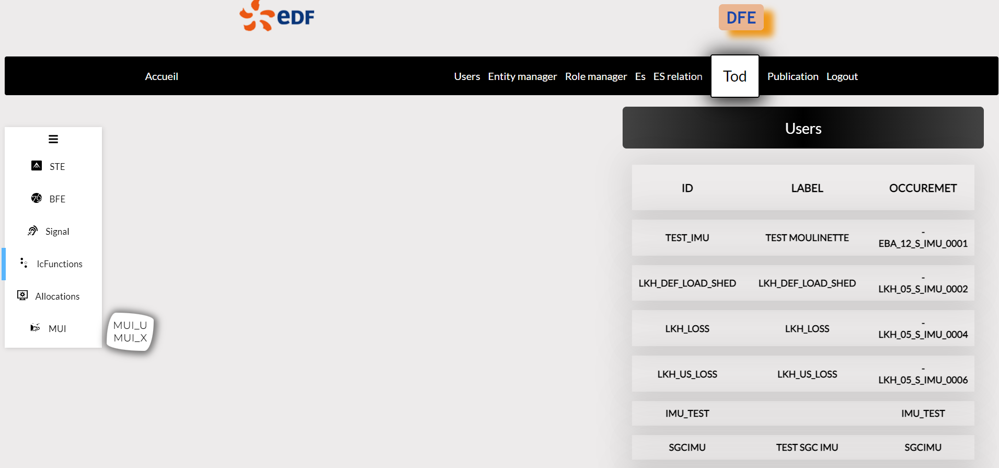 eDF
DFE
Accueil
Users Entity manager Role manager Es ES relation Tod Publication Logout
Users
STE
BFE
Signal
IcFunctions
Allocations
MUI
MUI_U
MUI_X
ID LABEL OCCUREMET
TEST_IMU TEST MOULINETTE -
EBA_12_S_IMU_0001
LKH_DEF_LOAD_SHED LKH_DEF_LOAD_SHED -
LKH_05_S_IMU_0002
LKH_LOSS LKH_LOSS -
LKH_05_S_IMU_0004
LKH_US_LOSS LKH_US_LOSS -
LKH_05_S_IMU_0006
IMU_TEST IMU_TEST
SGCIMU TEST SGC IMU SGCIMU